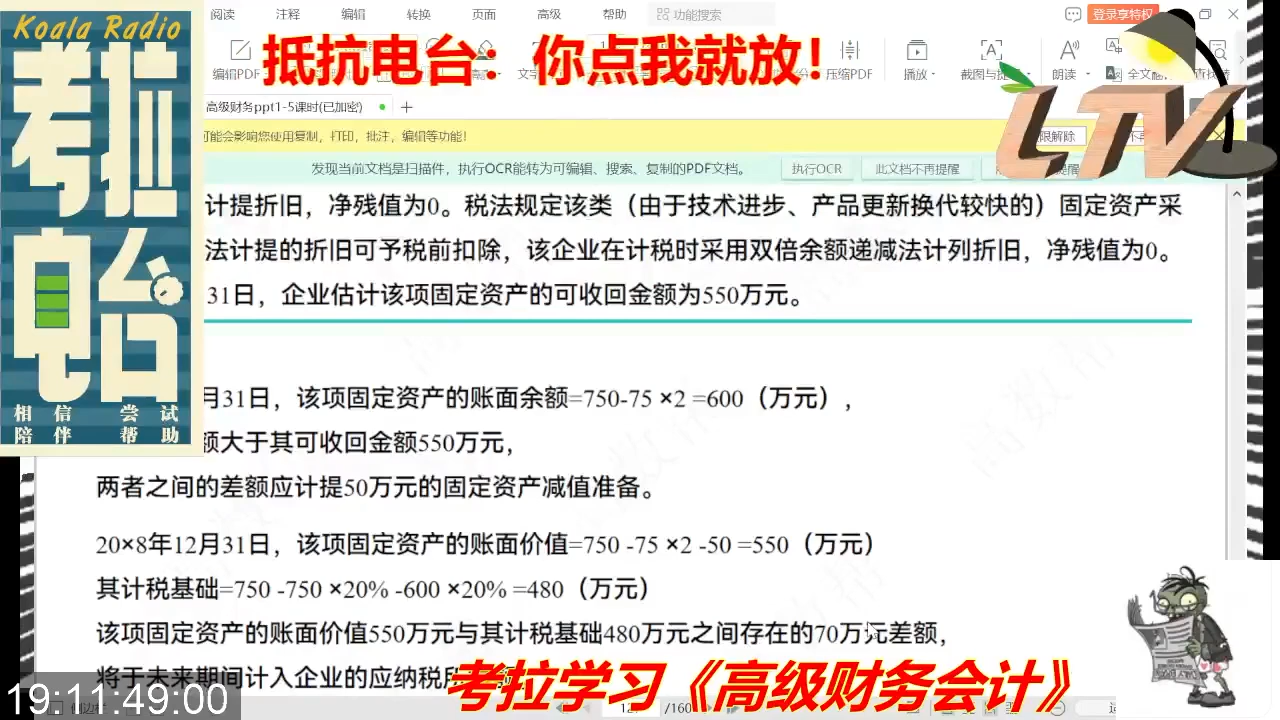 Koala Radio
考拉
电台
相信 尝试
陪伴 帮助
阅读 注释 编辑 转换 页面 高级 帮助 功能搜索 登录享特权
抵抗电台：你点我就放！
编辑PDF 压缩PDF 播放 朗读
LTV
高级财务ppt1-5课时(已加密)
可能会影响您使用复制，打印，批注，编辑等功能！
发现当前文档是扫描件，执行OCR能转为可编辑、搜索、复制的PDF文档。 执行OCR 此文档不再提醒
计提折旧，净残值为0。税法规定该类（由于技术进步、产品更新换代较快的）固定资产采
法计提的折旧可予税前扣除，该企业在计税时采用双倍余额递减法计列折旧，净残值为0。
31日，企业估计该项固定资产的可收回金额为550万元。
月31日，该项固定资产的账面余额=750-75 ×2 =600（万元），
额大于其可收回金额550万元，
两者之间的差额应计提50万元的固定资产减值准备。
20×8年12月31日，该项固定资产的账面价值=750 -75 ×2 -50 =550（万元）
其计税基础=750 -750 ×20% -600 ×20% =480（万元）
该项固定资产的账面价值550万元与其计税基础480万元之间存在的70万元差额，
将于未来期间计入企业的应纳税
考拉学习《高级财务会计》
19:11:49:00
/160